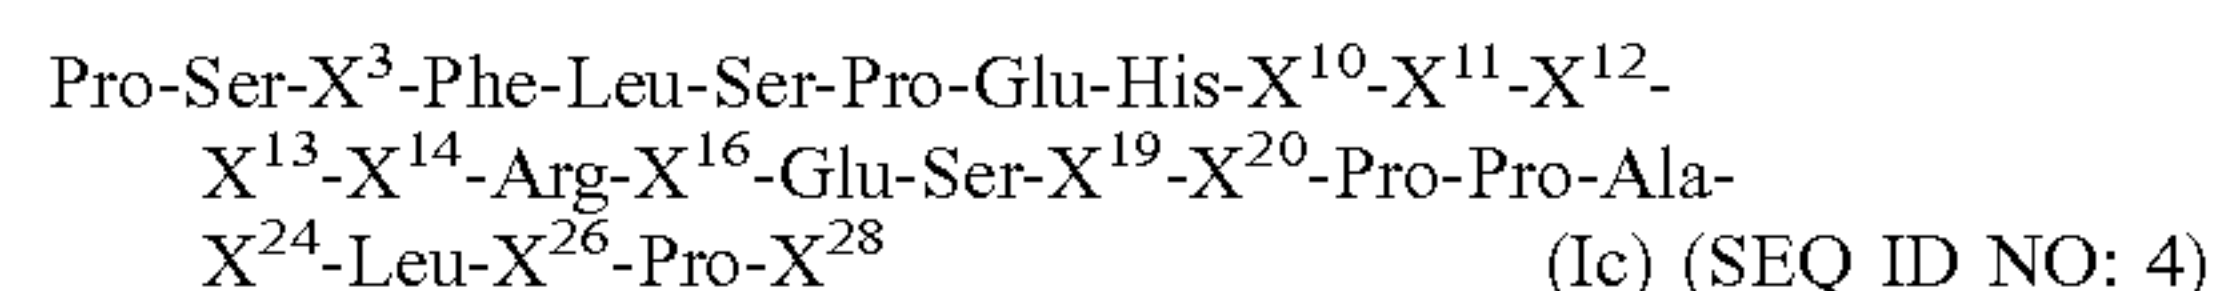 Pro-Ser-X³-Phe-Leu-Ser-Pro-Glu-His-X¹⁰-X¹¹-X¹²-
X¹³-X¹⁴-Arg-X¹⁶-Glu-Ser-X¹⁹-X²⁰-Pro-Pro-Ala-
X²⁴-Leu-X²⁶-Pro-X²⁸ (Ic) (SEQ ID NO: 4)